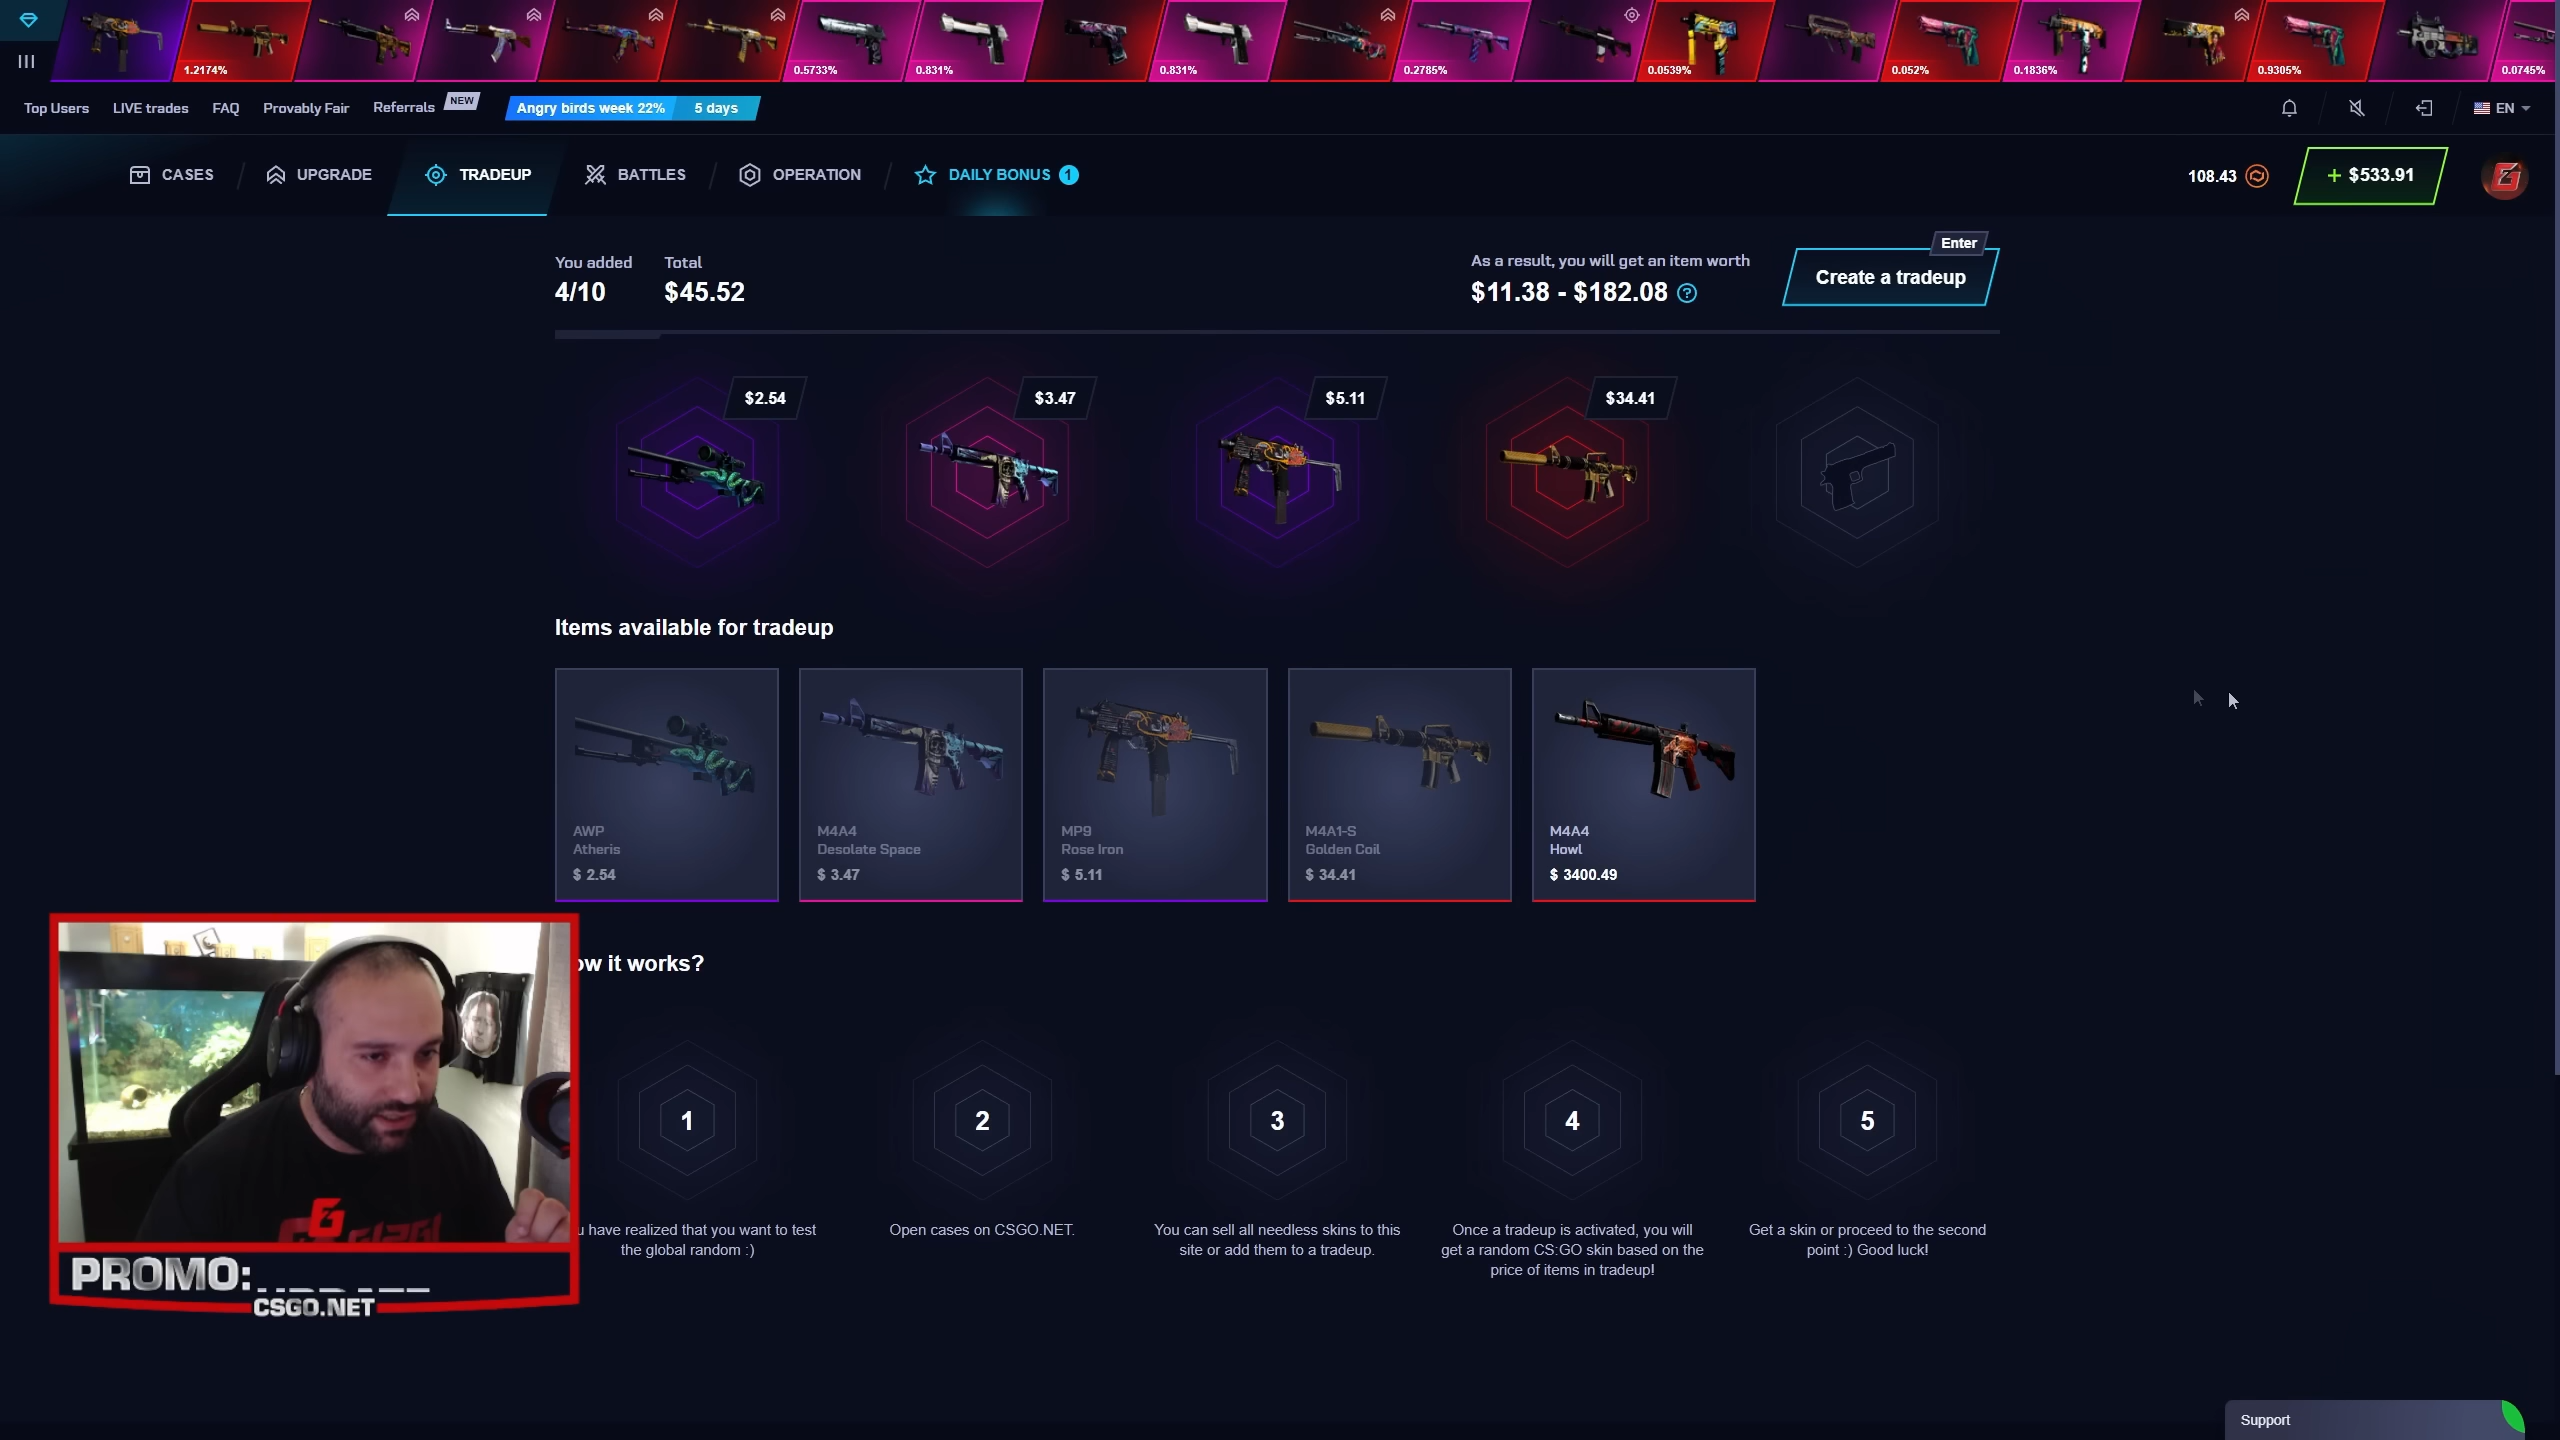 1.2174%
0.5733%
0.831%
0.831%
0.2785%
0.0539%
0.052%
0.1836%
0.9305%
0.0745%
Top Users
LIVE trades
FAQ
Provably Fair
Referrals
NEW
Angry birds week 22%
5 days
EN
CASES
UPGRADE
TRADEUP
BATTLES
OPERATION
DAILY BONUS 1
108.43
+ $533.91
You added
4/10
Total
$45.52
As a result, you will get an item worth
$11.38 - $182.08 ?
Enter
Create a tradeup
$2.54
$3.47
$5.11
$34.41
Items available for tradeup
AWP
Atheris
$ 2.54
M4A4
Desolate Space
$ 3.47
MP9
Rose Iron
$ 5.11
M4A1-S
Golden Coil
$ 34.41
M4A4
Howl
$ 3400.49
ow it works?
1
2
3
4
5
u have realized that you want to test
the global random :)
Open cases on CSGO.NET.
You can sell all needless skins to this
site or add them to a tradeup.
Once a tradeup is activated, you will
get a random CS:GO skin based on the
price of items in tradeup!
Get a skin or proceed to the second
point :) Good luck!
PROMO:
CSGO.NET
Support